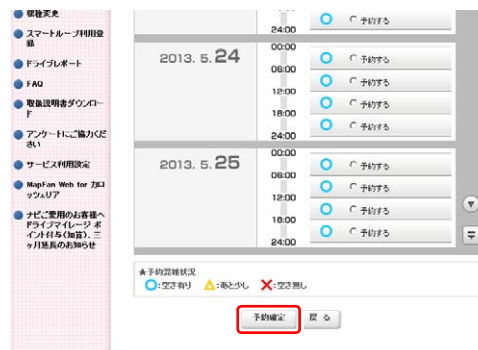 機種変更
スマートループ利用登
録
ドライブレポート
FAQ
取扱説明書ダウンロー
ド
アンケートにご協力くだ
さい
サービス利用設定
MapFan Web for カロ
ッツェリア
ナビご愛用のお客様へ
ドライブマイレージ ポ
イント付与(加算)、三
ヶ月延長のお知らせ
予約する
24:00
2013. 5. 24
00:00
予約する
06:00
予約する
12:00
予約する
18:00
予約する
24:00
2013. 5. 25
00:00
予約する
06:00
予約する
12:00
予約する
18:00
予約する
24:00
★予約混雑状況
:空き有り :あと少し :空き無し
予約確定 戻る